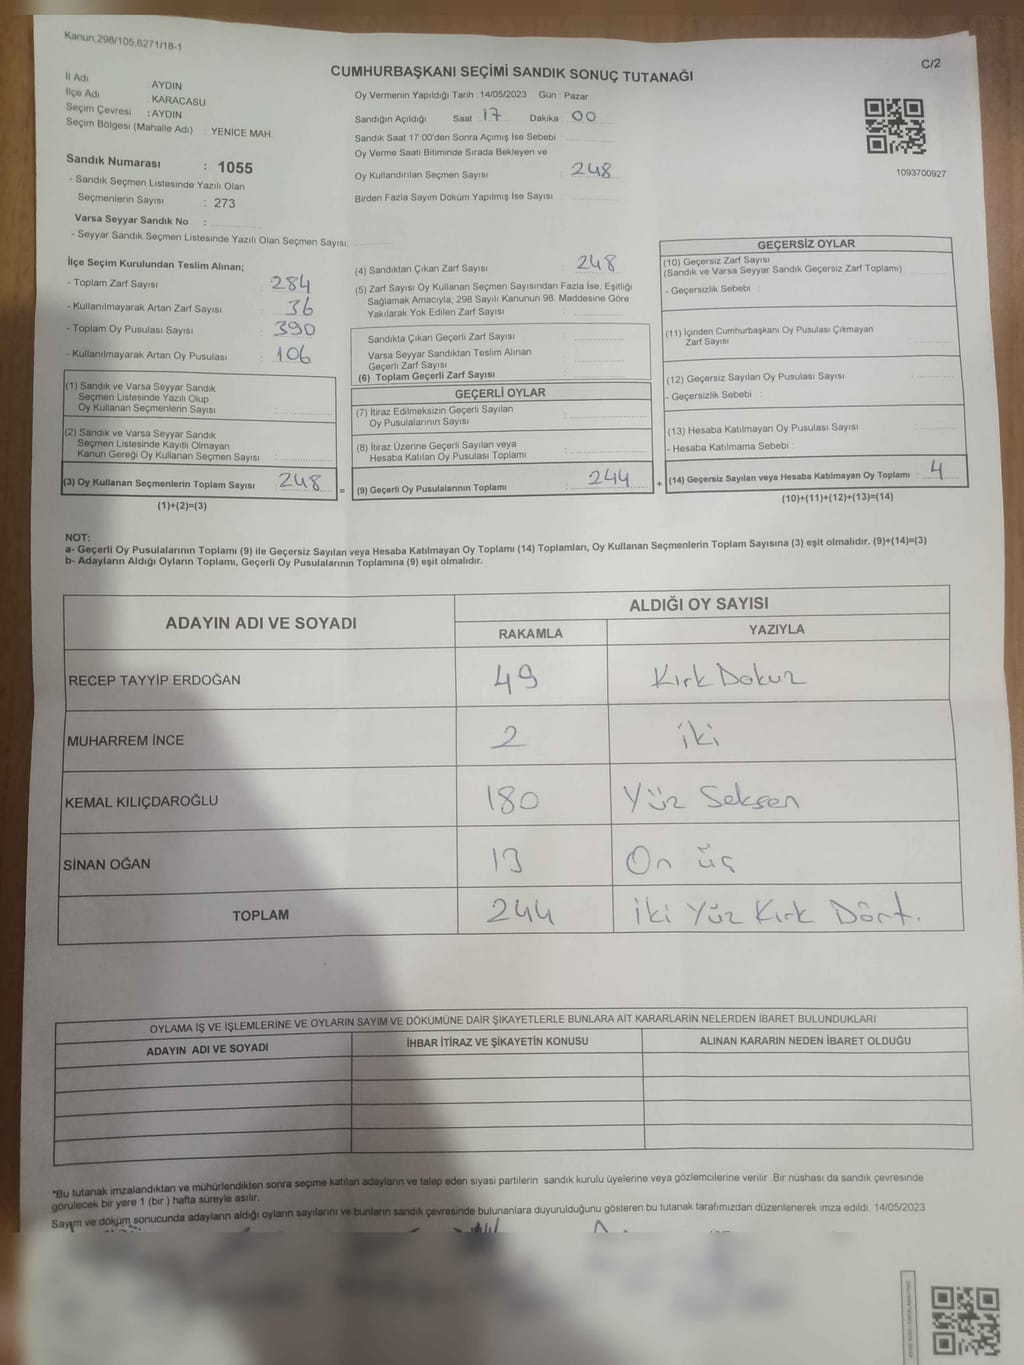 Kanun.298/105,6271/18-1
C/2
CUMHURBAŞKANI SEÇİMİ SANDIK SONUÇ TUTANAĞI
İl Adı AYDIN
İlçe Adı : KARACASU
Seçim Çevresi : AYDIN
Seçim Bölgesi (Mahalle Adı) : YENİCE MAH.
Sandık Numarası : 1055
- Sandık Seçmen Listesinde Yazılı Olan
Seçmenlerin Sayısı : 273
Varsa Seyyar Sandık No :
- Seyyar Sandık Seçmen Listesinde Yazılı Olan Seçmen Sayısı:
Oy Vermenin Yapıldığı Tarih :14/05/2023 Gün : Pazar
Sandığın Açıldığı Saat : 17 Dakika : 00
Sandık Saat 17:00'den Sonra Açımış İse Sebebi :
Oy Verme Saati Bitiminde Sırada Bekleyen ve
Oy Kullandırılan Seçmen Sayısı : 248
Birden Fazla Sayım Döküm Yapılmış İse Sayısı :
1093700927
İlçe Seçim Kurulundan Teslim Alınan;
- Toplam Zarf Sayısı : 284
- Kullanılmayarak Artan Zarf Sayısı : 36
- Toplam Oy Pusulası Sayısı : 390
- Kullanılmayarak Artan Oy Pusulası : 106
(1) Sandık ve Varsa Seyyar Sandık
Seçmen Listesinde Yazılı Olup
Oy Kullanan Seçmenlerin Sayısı :
(2) Sandık ve Varsa Seyyar Sandık
Seçmen Listesinde Kayıtlı Olmayan
Kanun Gereği Oy Kullanan Seçmen Sayısı :
(3) Oy Kullanan Seçmenlerin Toplam Sayısı : 248
(1)+(2)=(3)
(4) Sandıktan Çıkan Zarf Sayısı : 248
(5) Zarf Sayısı Oy Kullanan Seçmen Sayısından Fazla İse, Eşitliği
Sağlamak Amacıyla, 298 Sayılı Kanunun 98. Maddesine Göre
Yakılarak Yok Edilen Zarf Sayısı :
Sandıkta Çıkan Geçerli Zarf Sayısı :
Varsa Seyyar Sandıktan Teslim Alınan
Geçerli Zarf Sayısı :
(6) Toplam Geçerli Zarf Sayısı :
GEÇERLİ OYLAR
(7) İtiraz Edilmeksizin Geçerli Sayılan
Oy Pusulalarının Sayısı :
(8) İtiraz Üzerine Geçerli Sayılan veya
Hesaba Katılan Oy Pusulası Toplamı :
= (9) Geçerli Oy Pusulalarının Toplamı : 244
GEÇERSİZ OYLAR
(10) Geçersiz Zarf Sayısı
(Sandık ve Varsa Seyyar Sandık Geçersiz Zarf Toplamı) :
- Geçersizlik Sebebi :
(11) İçinden Cumhurbaşkanı Oy Pusulası Çıkmayan
Zarf Sayısı :
(12) Geçersiz Sayılan Oy Pusulası Sayısı :
- Geçersizlik Sebebi :
(13) Hesaba Katılmayan Oy Pusulası Sayısı :
- Hesaba Katılmama Sebebi :
+ (14) Geçersiz Sayılan veya Hesaba Katılmayan Oy Toplamı : 4
(10)+(11)+(12)+(13)=(14)
NOT:
a- Geçerli Oy Pusulalarının Toplamı (9) ile Geçersiz Sayılan veya Hesaba Katılmayan Oy Toplamı (14) Toplamları, Oy Kullanan Seçmenlerin Toplam Sayısına (3) eşit olmalıdır. (9)+(14)=(3)
b- Adayların Aldığı Oyların Toplamı, Geçerli Oy Pusulalarının Toplamına (9) eşit olmalıdır.
ADAYIN ADI VE SOYADI
ALDIĞI OY SAYISI
RAKAMLA YAZIYLA
RECEP TAYYİP ERDOĞAN 49 Kırk Dokuz
MUHARREM İNCE 2 iki
KEMAL KILIÇDAROĞLU 180 Yüz Seksen
SİNAN OĞAN 13 On üç
TOPLAM 244 iki Yüz Kırk Dört.
OYLAMA İŞ VE İŞLEMLERİNE VE OYLARIN SAYIM VE DÖKÜMÜNE DAİR ŞİKAYETLERLE BUNLARA AİT KARARLARIN NELERDEN İBARET BULUNDUKLARI
ADAYIN ADI VE SOYADI İHBAR İTİRAZ VE ŞİKAYETİN KONUSU ALINAN KARARIN NEDEN İBARET OLDUĞU
*Bu tutanak imzalandıktan ve mühürlendikten sonra seçime katılan adayların ve talep eden siyasi partilerin sandık kurulu üyelerine veya gözlemcilerine verilir. Bir nüshası da sandık çevresinde
görülecek bir yere 1 (bir ) hafta süreyle asılır.
Sayım ve döküm sonucunda adayların aldığı oyların sayılarını ve bunların sandık çevresinde bulunanlara duyurulduğunu gösteren bu tutanak tarafımızdan düzenlenerek imza edildi. 14/05/2023